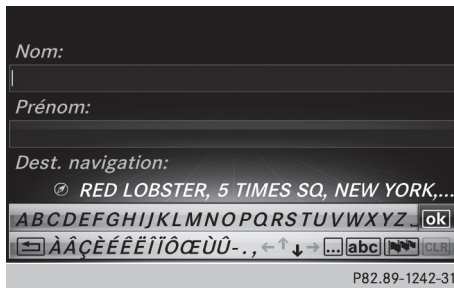 Nom:
Prénom:
Dest. navigation:
RED LOBSTER, 5 TIMES SQ, NEW YORK,...
ABCDEFGHIJKLMNOPQRSTUVWXYZ_ ok
ÀÂÇÈÉÊËÎÏÔŒÙÛ-.,←↑↓→... abc CLR
P82.89-1242-31